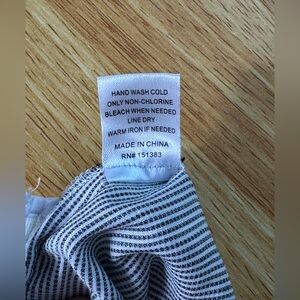 HAND WASH COLD
ONLY NON-CHLORINE
BLEACH WHEN NEEDED
LINE DRY
WARM IRON IF NEEDED
MADE IN CHINA
RN# 151383